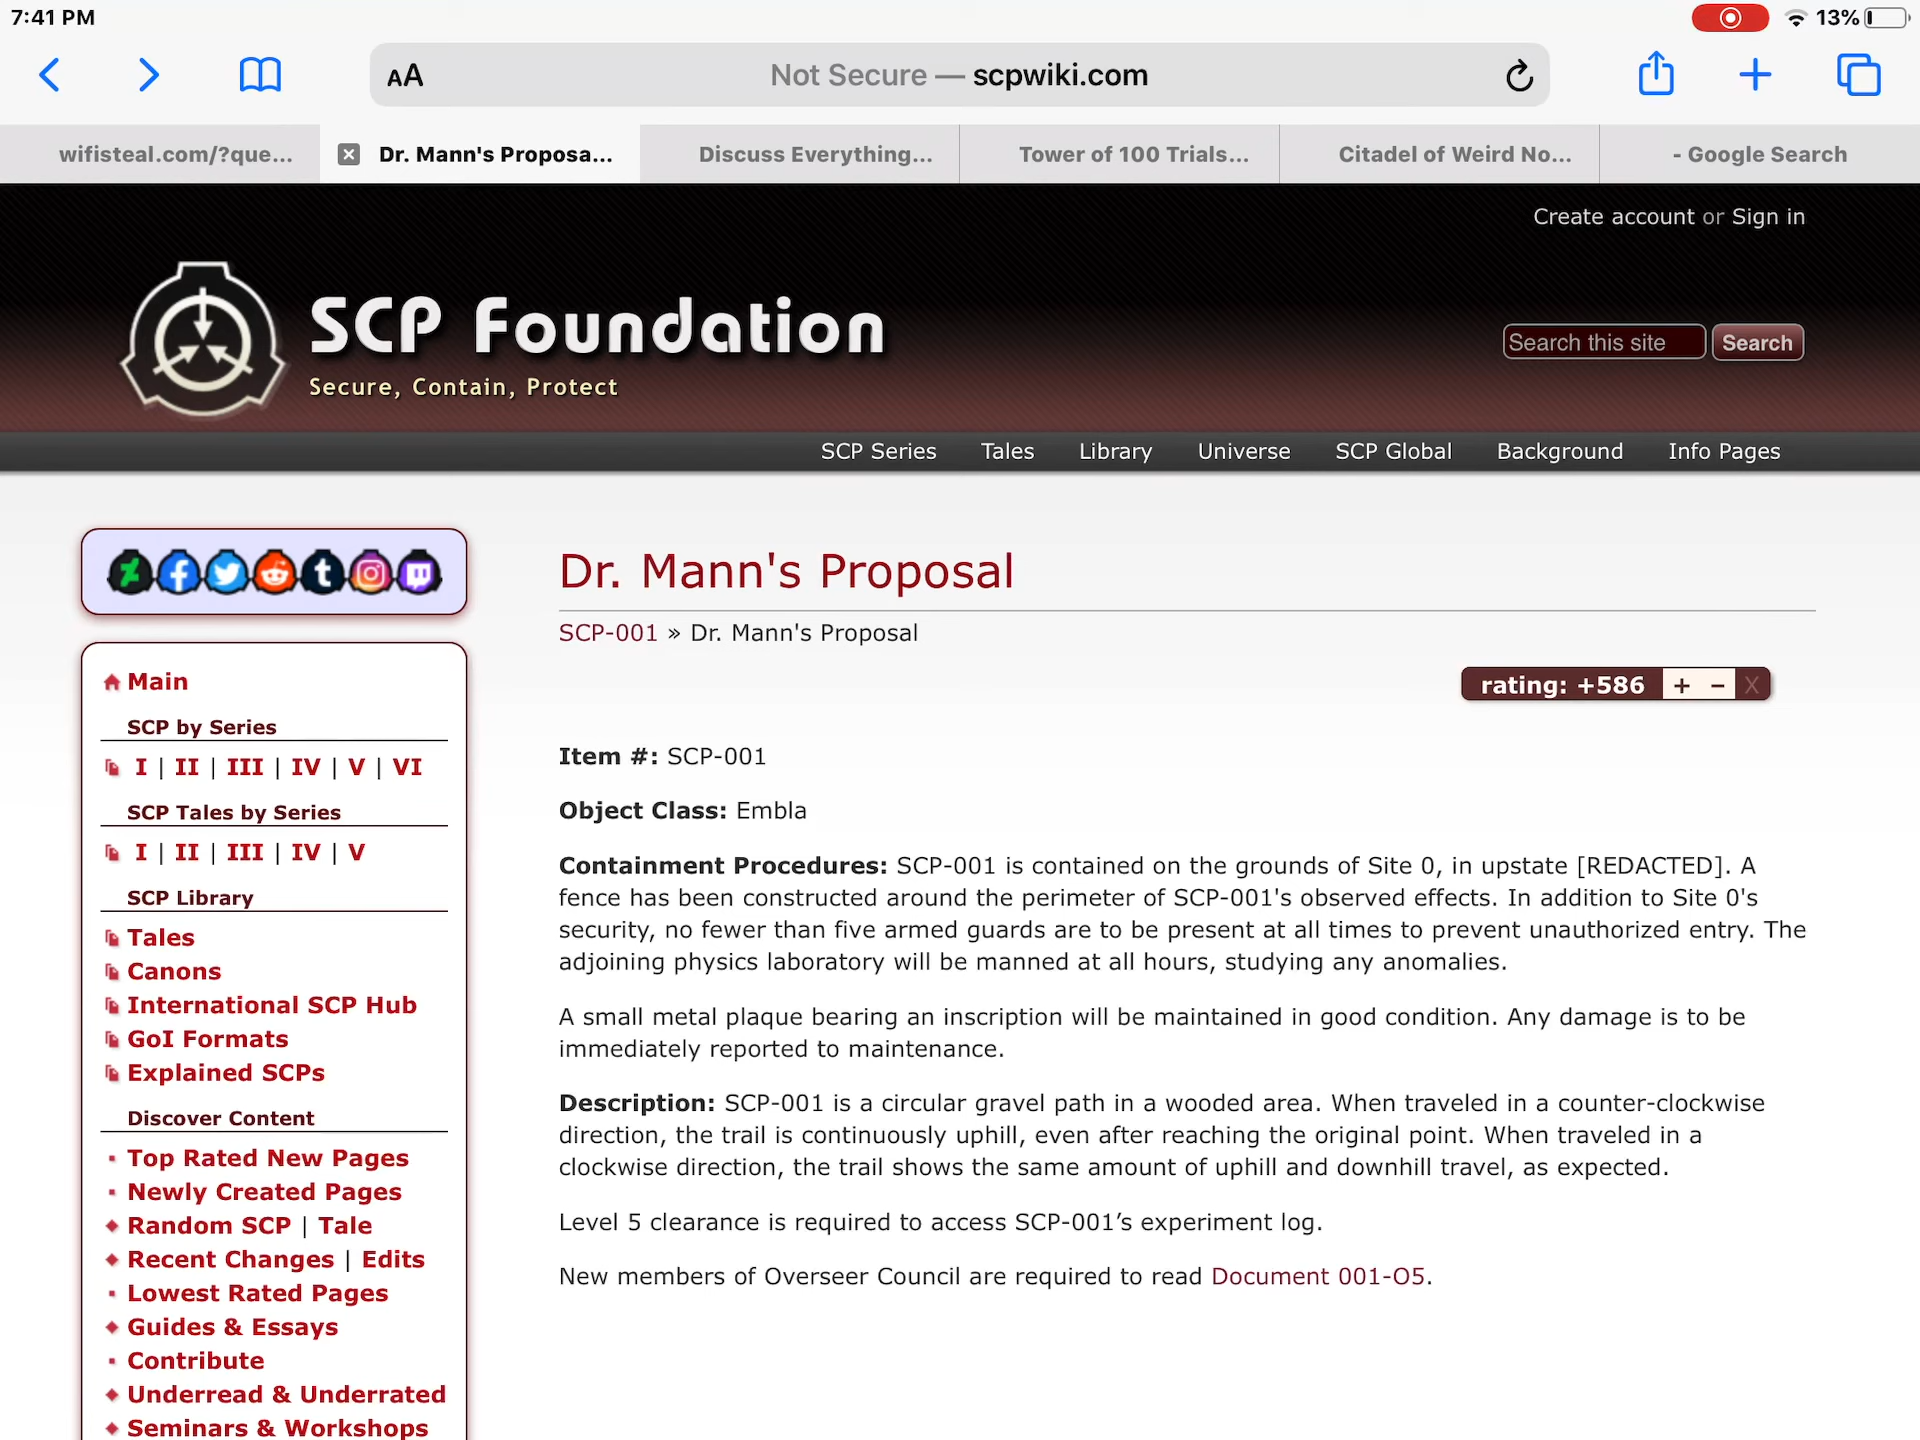 7:41 PM
13%
AA
Not Secure — scpwiki.com
wifisteal.com/?que...
Dr. Mann's Proposa...
Discuss Everything...
Tower of 100 Trials...
Citadel of Weird No...
- Google Search
Create account or Sign in
SCP Foundation
Secure, Contain, Protect
Search this site
Search
SCP Series
Tales
Library
Universe
SCP Global
Background
Info Pages
Main
SCP by Series
I | II | III | IV | V | VI
SCP Tales by Series
I | II | III | IV | V
SCP Library
Tales
Canons
International SCP Hub
GoI Formats
Explained SCPs
Discover Content
Top Rated New Pages
Newly Created Pages
Random SCP | Tale
Recent Changes | Edits
Lowest Rated Pages
Guides & Essays
Contribute
Underread & Underrated
Seminars & Workshops
Dr. Mann's Proposal
SCP-001 » Dr. Mann's Proposal
rating: +586 + − X
Item #: SCP-001
Object Class: Embla
Containment Procedures: SCP-001 is contained on the grounds of Site 0, in upstate [REDACTED]. A
fence has been constructed around the perimeter of SCP-001's observed effects. In addition to Site 0's
security, no fewer than five armed guards are to be present at all times to prevent unauthorized entry. The
adjoining physics laboratory will be manned at all hours, studying any anomalies.
A small metal plaque bearing an inscription will be maintained in good condition. Any damage is to be
immediately reported to maintenance.
Description: SCP-001 is a circular gravel path in a wooded area. When traveled in a counter-clockwise
direction, the trail is continuously uphill, even after reaching the original point. When traveled in a
clockwise direction, the trail shows the same amount of uphill and downhill travel, as expected.
Level 5 clearance is required to access SCP-001’s experiment log.
New members of Overseer Council are required to read Document 001-O5.